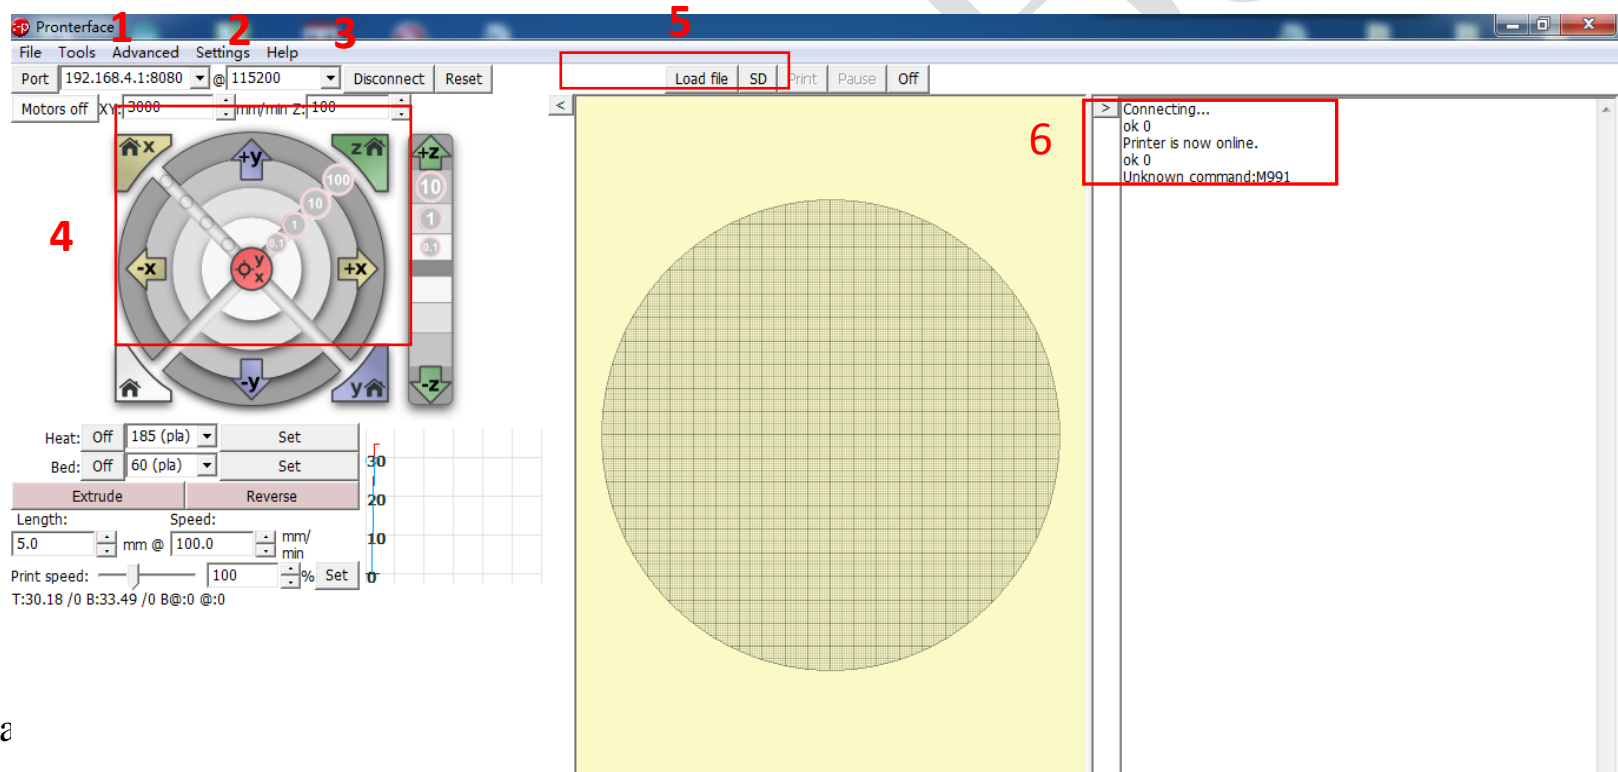 Pronterface
1
2
3
5
File Tools Advanced Settings Help
Port 192.168.4.1:8080 @ 115200 Disconnect Reset Load file SD Print Pause Off
Motors off XY: 3000 mm/min Z: 100 <
>
Connecting...
ok 0
Printer is now online.
ok 0
Unknown command:M991
6
4
x
+y
z
+z
100
10
1
0.1
10
1
0.1
-x
y
x
+x
-y
y
-z
Heat: Off 185 (pla) Set
Bed: Off 60 (pla) Set
Extrude Reverse
Length: Speed:
5.0 mm @ 100.0 mm/
min
Print speed: 100 % Set
T:30.18 /0 B:33.49 /0 B@:0 @:0
30
20
10
0
a